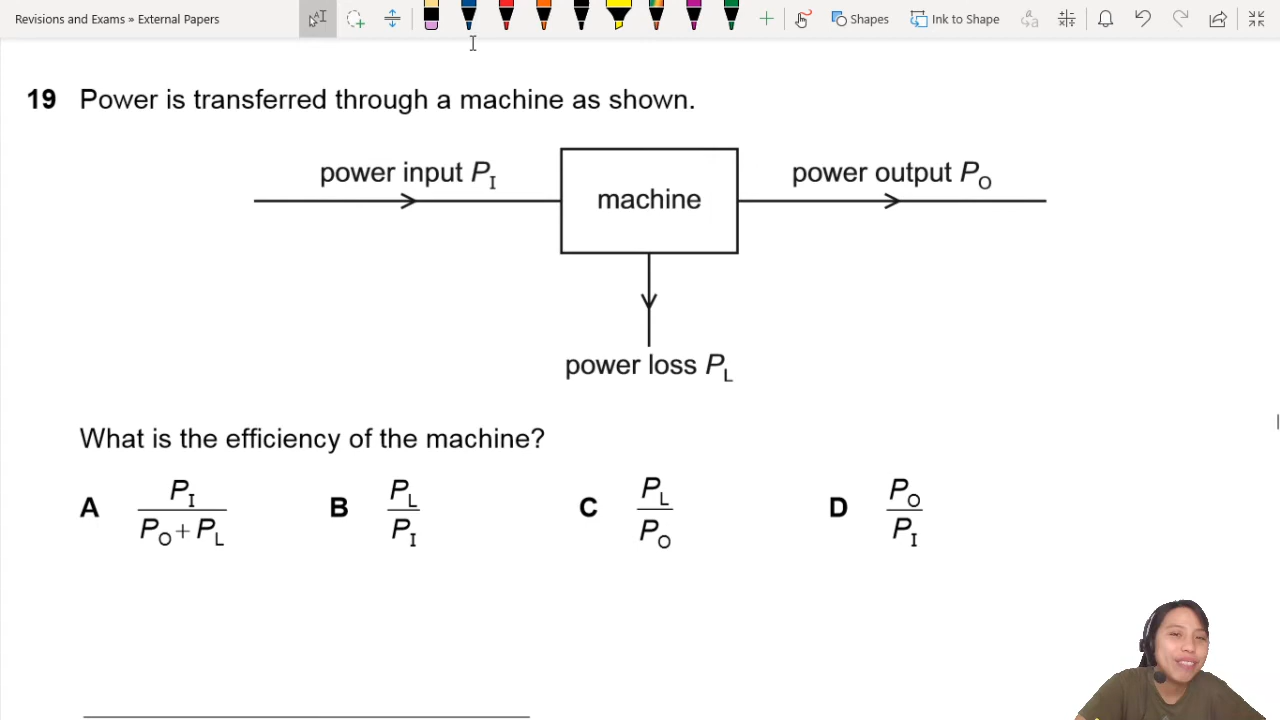 Revisions and Exams » External Papers
Shapes
Ink to Shape
19 Power is transferred through a machine as shown.
power input P_I
machine
power output P_O
power loss P_L
What is the efficiency of the machine?
A P_I / (P_O + P_L) B P_L / P_I C P_L / P_O D P_O / P_I